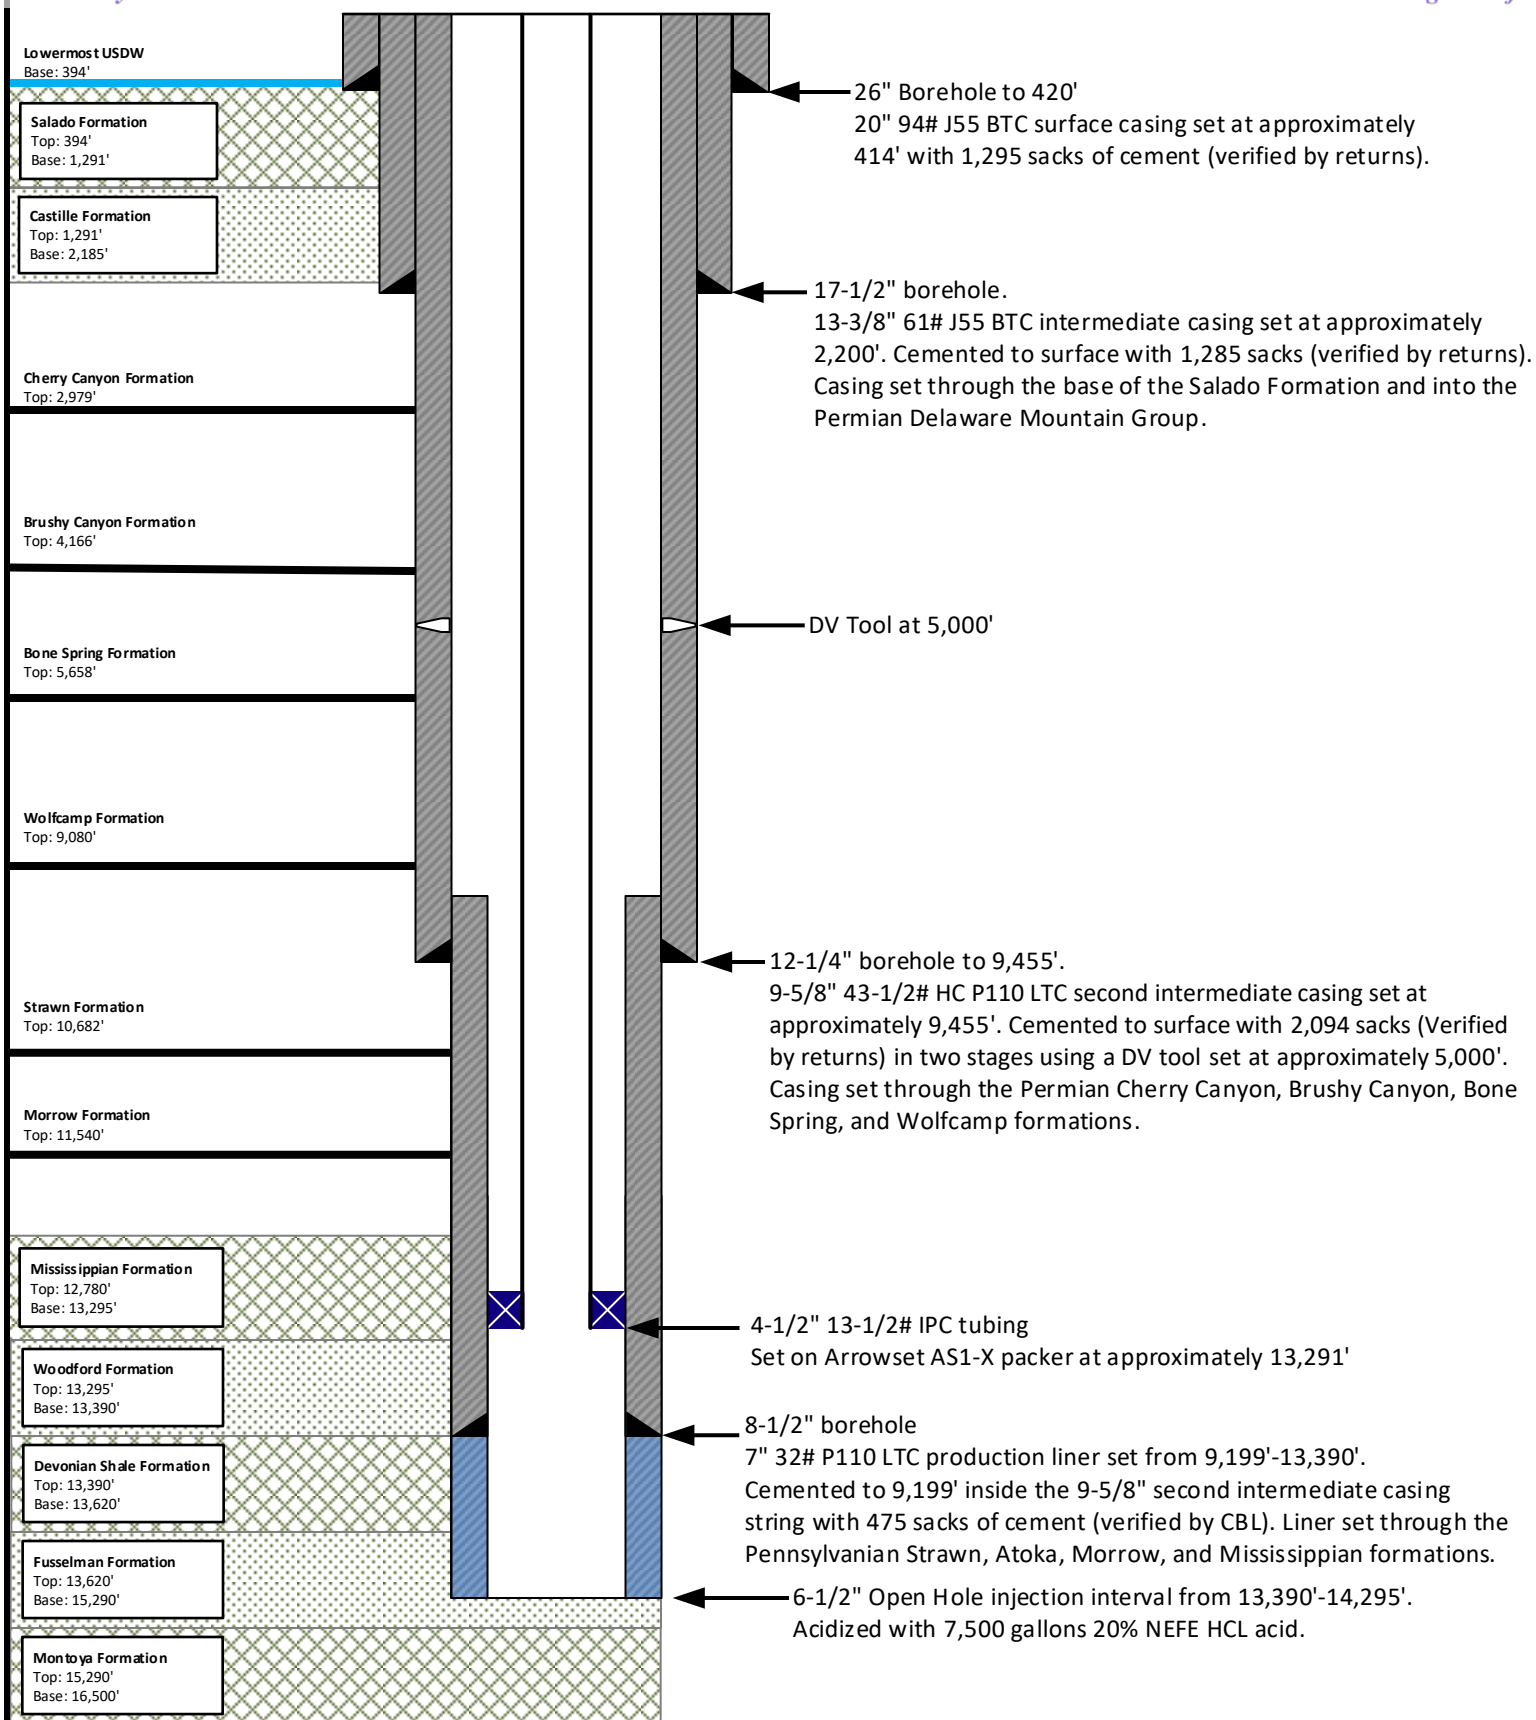 Lowermost USDW
Base: 394'
Salado Formation
Top: 394'
Base: 1,291'
Castille Formation
Top: 1,291'
Base: 2,185'
Cherry Canyon Formation
Top: 2,979'
Brushy Canyon Formation
Top: 4,166'
Bone Spring Formation
Top: 5,658'
Wolfcamp Formation
Top: 9,080'
Strawn Formation
Top: 10,682'
Morrow Formation
Top: 11,540'
Mississippian Formation
Top: 12,780'
Base: 13,295'
Woodford Formation
Top: 13,295'
Base: 13,390'
Devonian Shale Formation
Top: 13,390'
Base: 13,620'
Fusselman Formation
Top: 13,620'
Base: 15,290'
Montoya Formation
Top: 15,290'
Base: 16,500'
26" Borehole to 420'
20" 94# J55 BTC surface casing set at approximately
414' with 1,295 sacks of cement (verified by returns).
17-1/2" borehole.
13-3/8" 61# J55 BTC intermediate casing set at approximately
2,200'. Cemented to surface with 1,285 sacks (verified by returns).
Casing set through the base of the Salado Formation and into the
Permian Delaware Mountain Group.
DV Tool at 5,000'
12-1/4" borehole to 9,455'.
9-5/8" 43-1/2# HC P110 LTC second intermediate casing set at
approximately 9,455'. Cemented to surface with 2,094 sacks (Verified
by returns) in two stages using a DV tool set at approximately 5,000'.
Casing set through the Permian Cherry Canyon, Brushy Canyon, Bone
Spring, and Wolfcamp formations.
4-1/2" 13-1/2# IPC tubing
Set on Arrowset AS1-X packer at approximately 13,291'
8-1/2" borehole
7" 32# P110 LTC production liner set from 9,199'-13,390'.
Cemented to 9,199' inside the 9-5/8" second intermediate casing
string with 475 sacks of cement (verified by CBL). Liner set through the
Pennsylvanian Strawn, Atoka, Morrow, and Mississippian formations.
6-1/2" Open Hole injection interval from 13,390'-14,295'.
Acidized with 7,500 gallons 20% NEFE HCL acid.